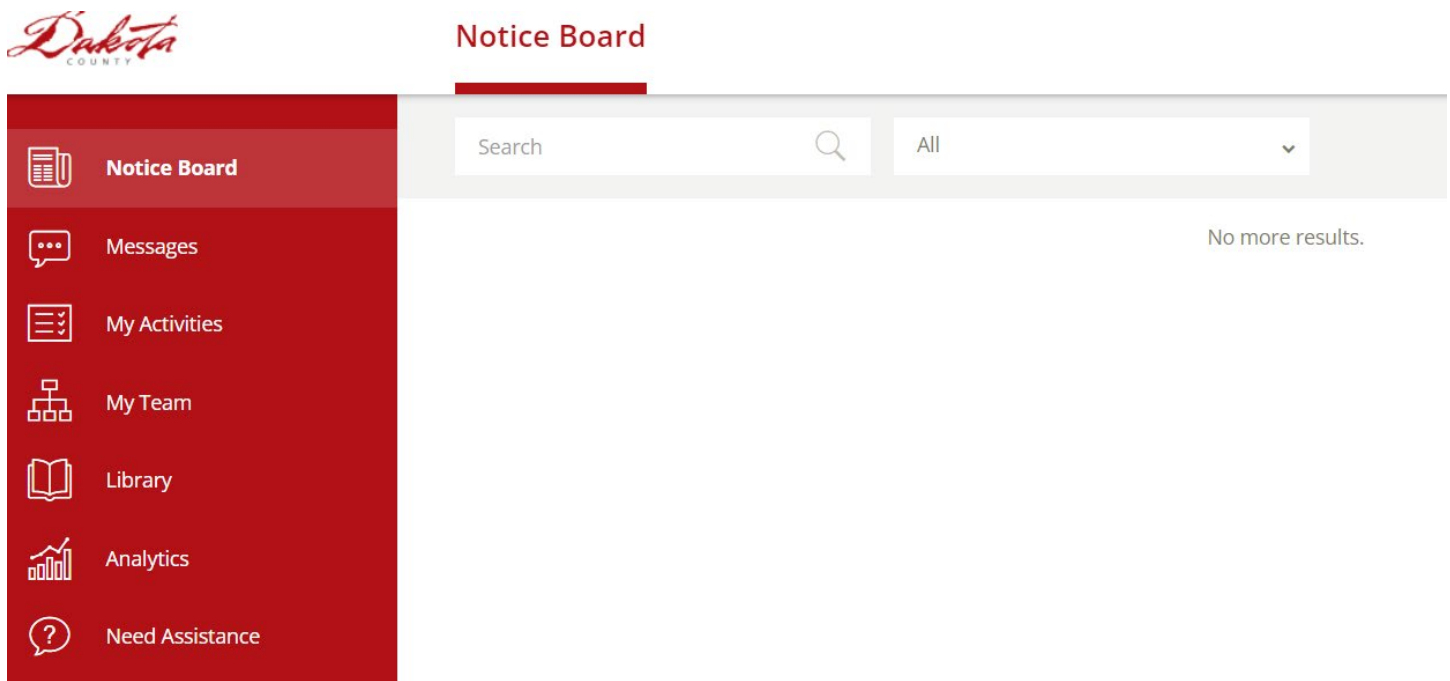 Dakota
COUNTY
Notice Board
Search
All
No more results.
Notice Board
Messages
My Activities
My Team
Library
Analytics
? Need Assistance